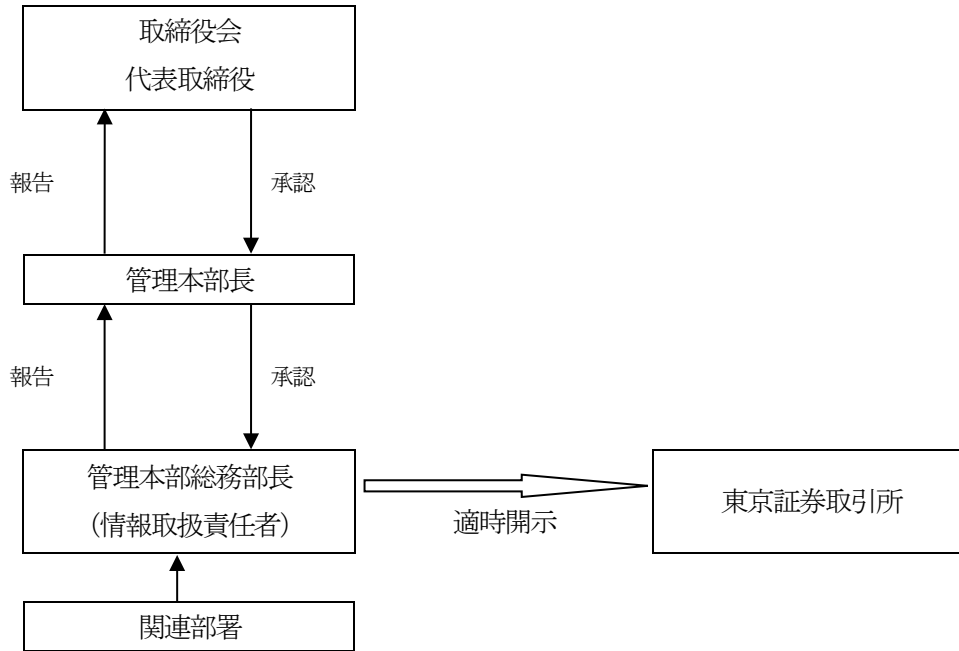 取締役会
代表取締役
報告
承認
管理本部長
報告
承認
管理本部総務部長
（情報取扱責任者）
適時開示
東京証券取引所
関連部署